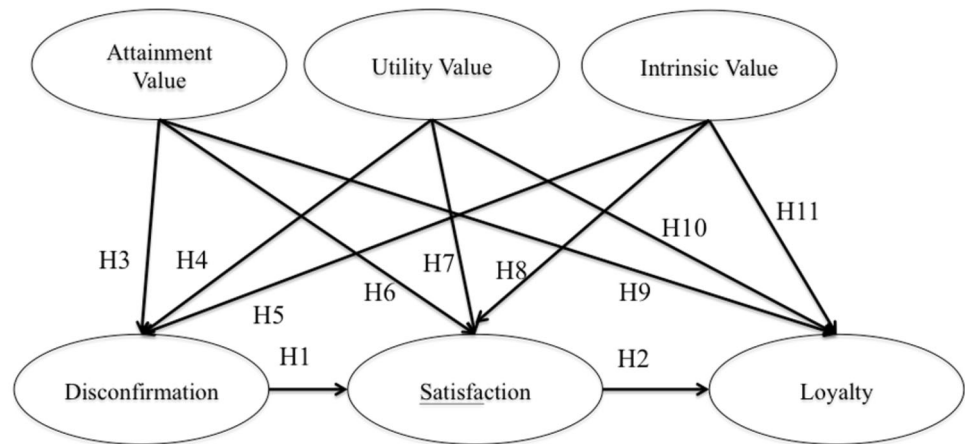 Attainment
Value
Utility Value
Intrinsic Value
H3
H4
H5
H6
H7
H8
H9
H10
H11
H1
H2
Disconfirmation
Satisfaction
Loyalty